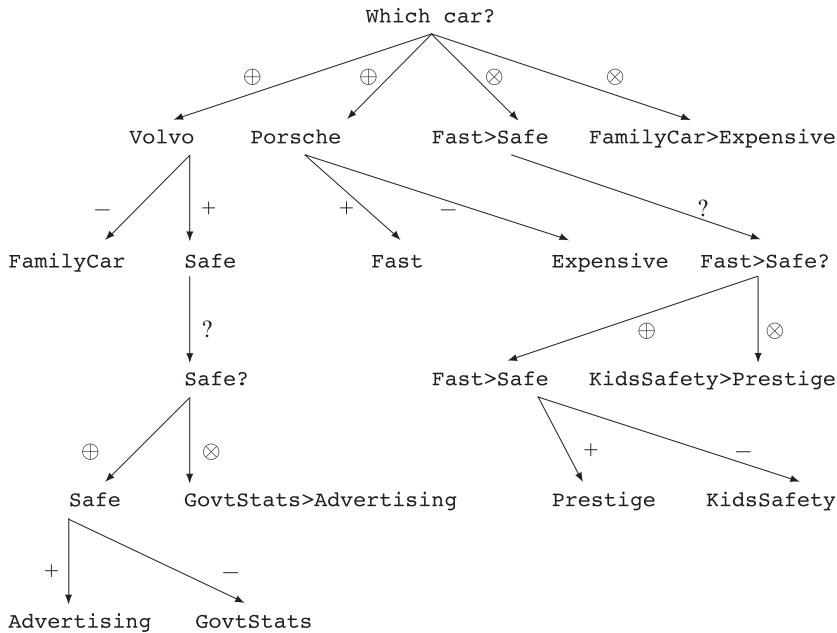 Which car?
⊕ ⊕ ⊗ ⊗
Volvo Porsche Fast>Safe FamilyCar>Expensive
− + + − ?
FamilyCar Safe Fast Expensive Fast>Safe?
? ⊕ ⊗
Safe? Fast>Safe KidsSafety>Prestige
⊕ ⊗ + −
Safe GovtStats>Advertising Prestige KidsSafety
+ −
Advertising GovtStats